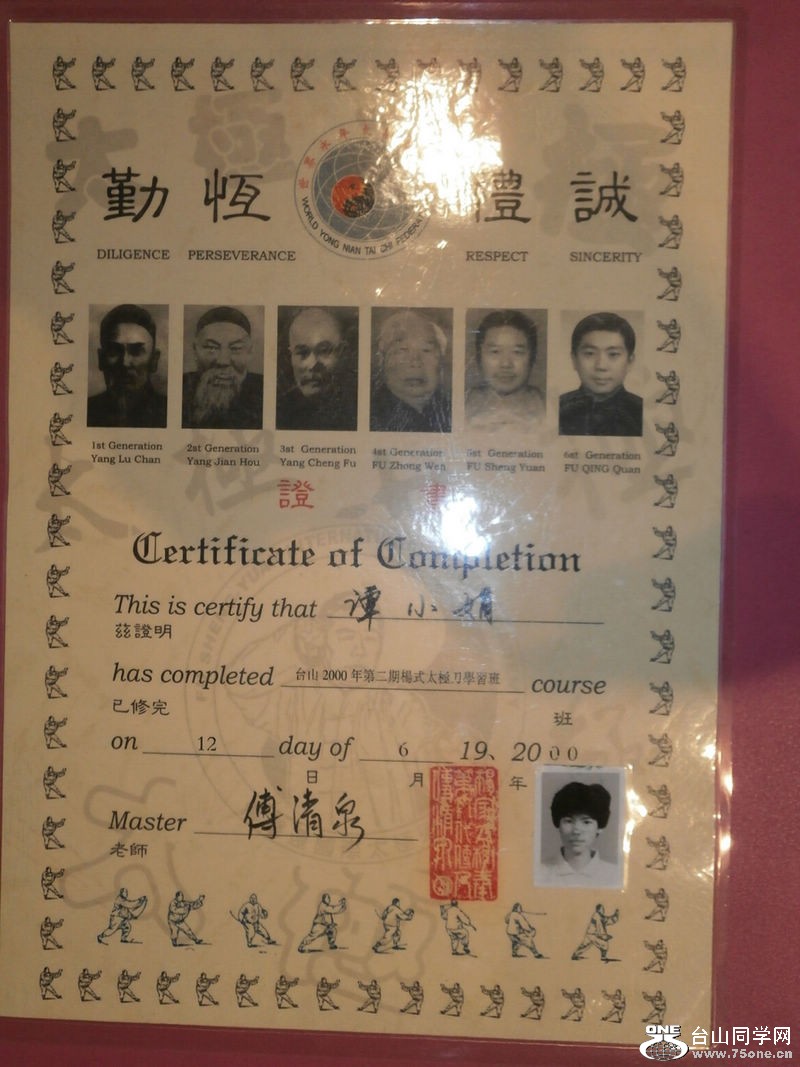 勤 恆 禮 誠
WORLD YONG NIAN TAI CHI FEDERAT
DILIGENCE PERSEVERANCE RESPECT SINCERITY
1st Generation 2st Generation 3st Generation 4st Generation 5st Generation 6st Generation
Yang Lu Chan Yang Jian Hou Yang Cheng Fu FU Zhong Wen FU Sheng Yuan FU QING Quan
證 書
Certificate of Completion
This is certify that 谭小娟
茲證明
has completed 台山2000年第二期楊式太極刀學習班 course
已修完 班
on 12 day of 6 19、2000
日 月 年
Master 傅清泉
老師
ONE 台山同学网
www.75one.cn